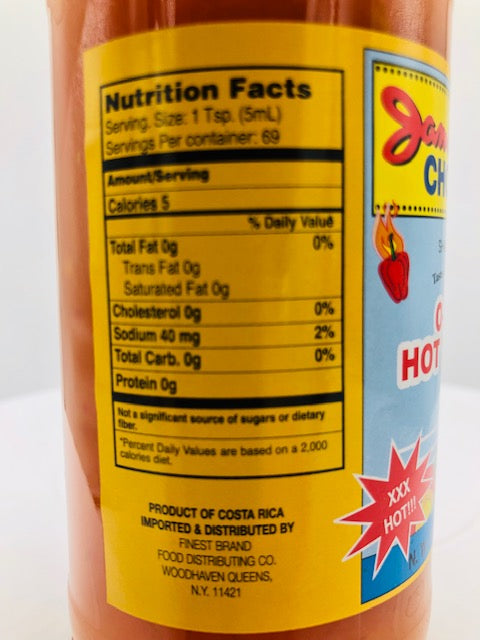 Nutrition Facts
Serving. Size: 1 Tsp. (5mL)
Servings Per container: 69
Amount/Serving
Calories 5
% Daily Value
Total Fat 0g 0%
Trans Fat 0g
Saturated Fat 0g
Cholesterol 0g 0%
Sodium 40 mg 2%
Total Carb. 0g 0%
Protein 0g
Not a significant source of sugars or dietary
fiber.
*Percent Daily Values are based on a 2,000
calories diet.
PRODUCT OF COSTA RICA
IMPORTED & DISTRIBUTED BY
FINEST BRAND
FOOD DISTRIBUTING CO.
WOODHAVEN QUEENS,
N.Y. 11421
HOT
XXX
HOT!!!